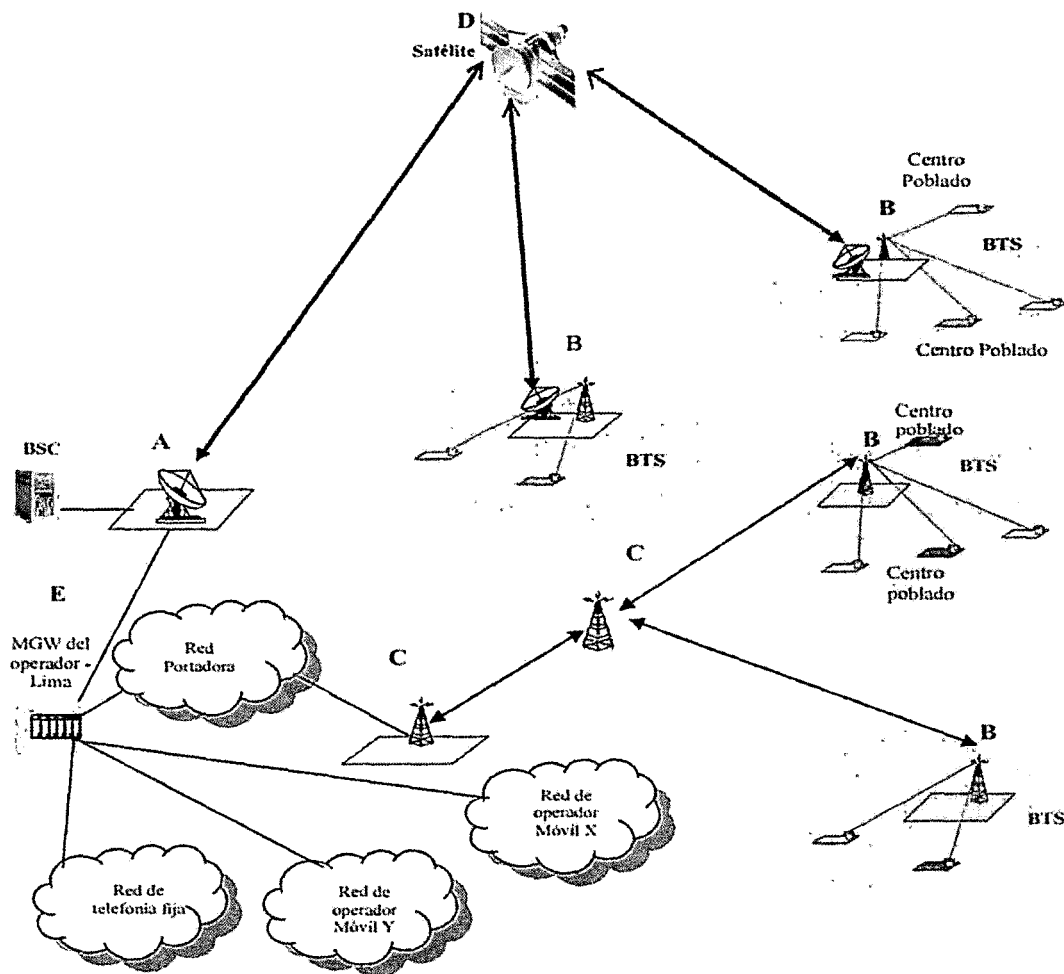 D
Satélite
Centro
Poblado
B
BTS
Centro Poblado
B
BTS
A
BSC
Centro
poblado
B
BTS
Centro
poblado
C
E
MGW del
operador -
Lima
Red
Portadora
C
B
BTS
Red de
operador
Móvil X
Red de
telefonía fija
Red de
operador
Móvil Y